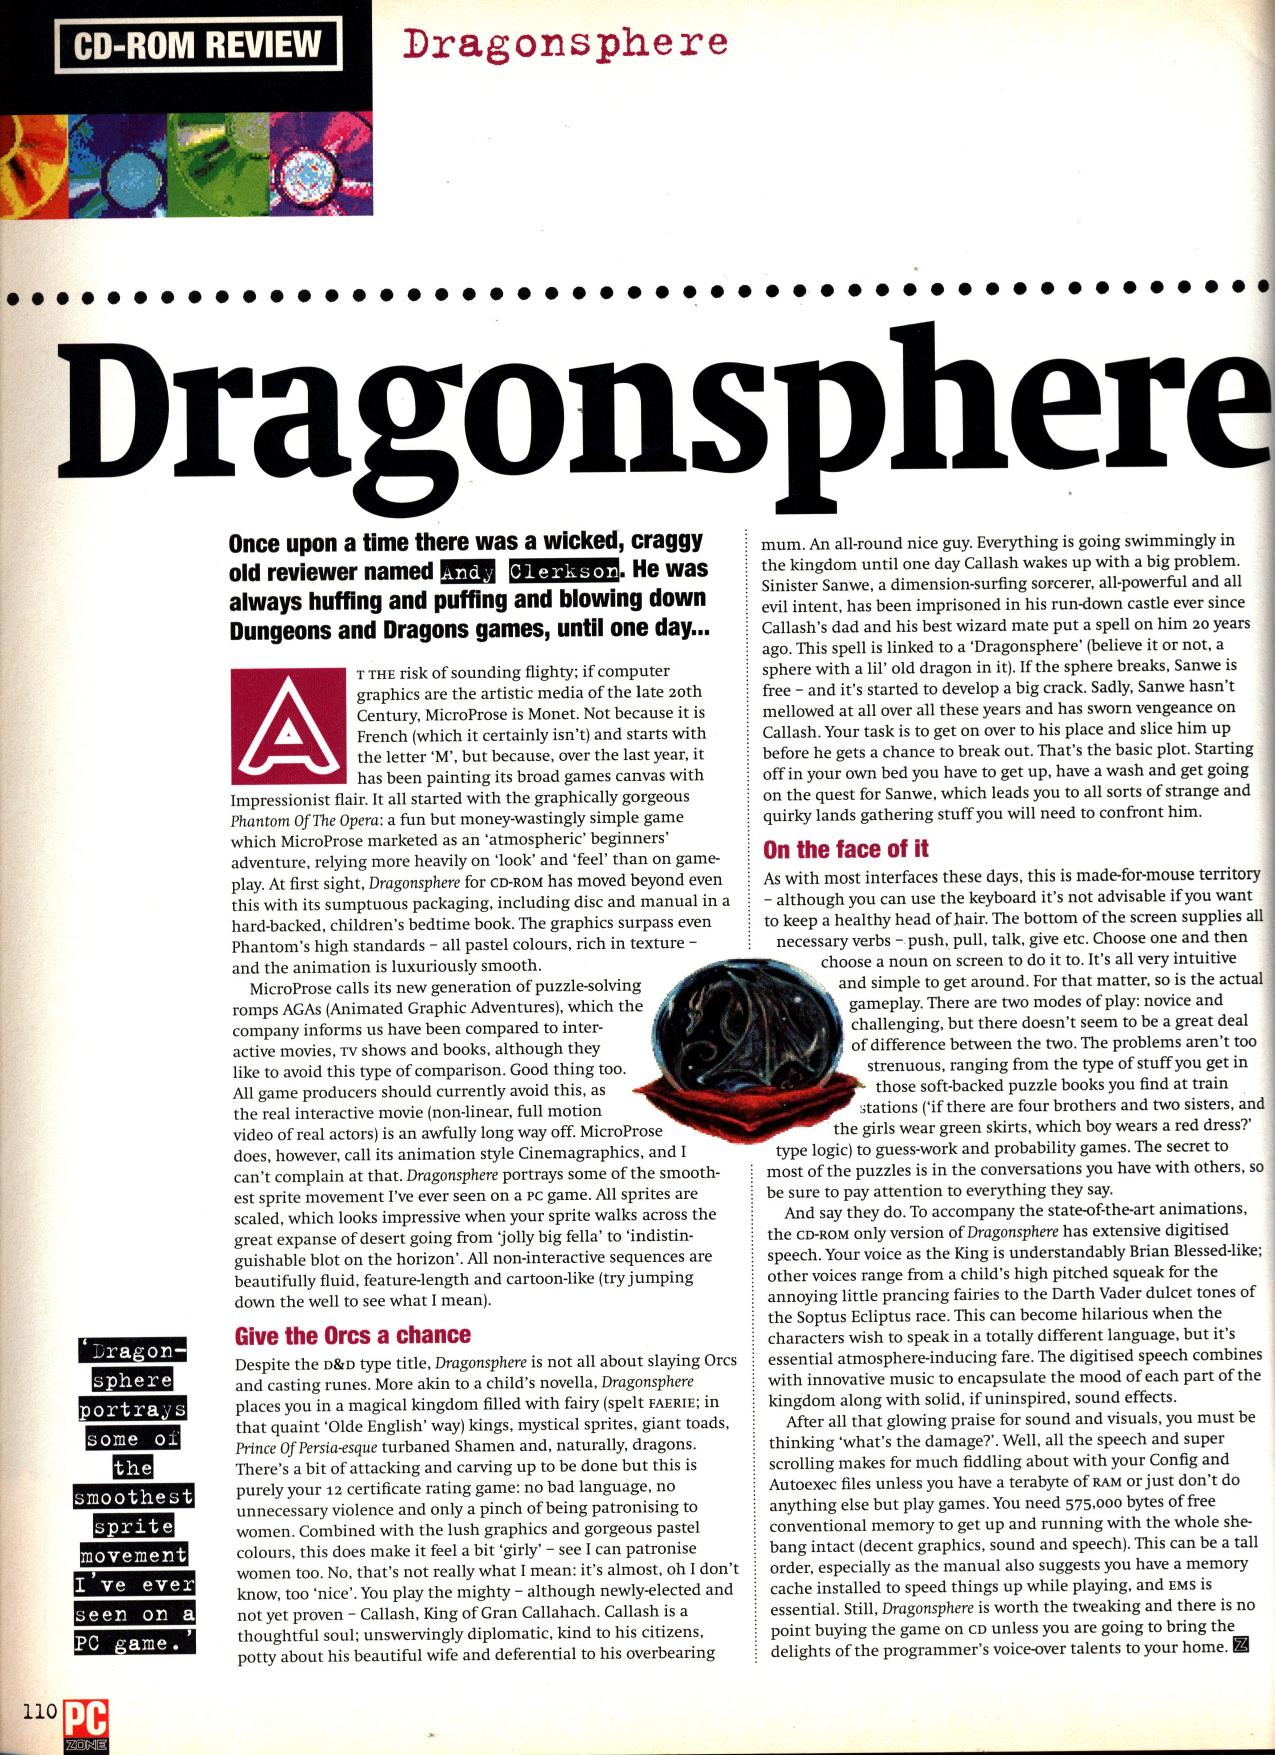 CD-ROM REVIEW
Dragonsphere
Dragonsphere
Once upon a time there was a wicked, craggy
old reviewer named Andy Clerkson. He was
always huffing and puffing and blowing down
Dungeons and Dragons games, until one day...
AT THE risk of sounding flighty; if computer
graphics are the artistic media of the late 20th
Century, MicroProse is Monet. Not because it is
French (which it certainly isn't) and starts with
the letter 'M', but because, over the last year, it
has been painting its broad games canvas with
Impressionist flair. It all started with the graphically gorgeous
Phantom Of The Opera: a fun but money-wastingly simple game
which MicroProse marketed as an 'atmospheric' beginners'
adventure, relying more heavily on 'look' and 'feel' than on game-
play. At first sight, Dragonsphere for CD-ROM has moved beyond even
this with its sumptuous packaging, including disc and manual in a
hard-backed, children's bedtime book. The graphics surpass even
Phantom's high standards – all pastel colours, rich in texture –
and the animation is luxuriously smooth.
MicroProse calls its new generation of puzzle-solving
romps AGAs (Animated Graphic Adventures), which the
company informs us have been compared to inter-
active movies, TV shows and books, although they
like to avoid this type of comparison. Good thing too.
All game producers should currently avoid this, as
the real interactive movie (non-linear, full motion
video of real actors) is an awfully long way off. MicroProse
does, however, call its animation style Cinemagraphics, and I
can't complain at that. Dragonsphere portrays some of the smooth-
est sprite movement I've ever seen on a PC game. All sprites are
scaled, which looks impressive when your sprite walks across the
great expanse of desert going from 'jolly big fella' to 'indistin-
guishable blot on the horizon'. All non-interactive sequences are
beautifully fluid, feature-length and cartoon-like (try jumping
down the well to see what I mean).
Give the Orcs a chance
Despite the D&D type title, Dragonsphere is not all about slaying Orcs
and casting runes. More akin to a child's novella, Dragonsphere
places you in a magical kingdom filled with fairy (spelt FAERIE; in
that quaint 'Olde English' way) kings, mystical sprites, giant toads,
Prince Of Persia-esque turbaned Shamen and, naturally, dragons.
There's a bit of attacking and carving up to be done but this is
purely your 12 certificate rating game: no bad language, no
unnecessary violence and only a pinch of being patronising to
women. Combined with the lush graphics and gorgeous pastel
colours, this does make it feel a bit 'girly' – see I can patronise
women too. No, that's not really what I mean: it's almost, oh I don't
know, too 'nice'. You play the mighty – although newly-elected and
not yet proven – Callash, King of Gran Callahach. Callash is a
thoughtful soul; unswervingly diplomatic, kind to his citizens,
potty about his beautiful wife and deferential to his overbearing
mum. An all-round nice guy. Everything is going swimmingly in
the kingdom until one day Callash wakes up with a big problem.
Sinister Sanwe, a dimension-surfing sorcerer, all-powerful and all
evil intent, has been imprisoned in his run-down castle ever since
Callash's dad and his best wizard mate put a spell on him 20 years
ago. This spell is linked to a 'Dragonsphere' (believe it or not, a
sphere with a lil' old dragon in it). If the sphere breaks, Sanwe is
free – and it's started to develop a big crack. Sadly, Sanwe hasn't
mellowed at all over all these years and has sworn vengeance on
Callash. Your task is to get on over to his place and slice him up
before he gets a chance to break out. That's the basic plot. Starting
off in your own bed you have to get up, have a wash and get going
on the quest for Sanwe, which leads you to all sorts of strange and
quirky lands gathering stuff you will need to confront him.
On the face of it
As with most interfaces these days, this is made-for-mouse territory
– although you can use the keyboard it's not advisable if you want
to keep a healthy head of hair. The bottom of the screen supplies all
necessary verbs – push, pull, talk, give etc. Choose one and then
choose a noun on screen to do it to. It's all very intuitive
and simple to get around. For that matter, so is the actual
gameplay. There are two modes of play: novice and
challenging, but there doesn't seem to be a great deal
of difference between the two. The problems aren't too
strenuous, ranging from the type of stuff you get in
those soft-backed puzzle books you find at train
stations ('if there are four brothers and two sisters, and
the girls wear green skirts, which boy wears a red dress?'
type logic) to guess-work and probability games. The secret to
most of the puzzles is in the conversations you have with others, so
be sure to pay attention to everything they say.
And say they do. To accompany the state-of-the-art animations,
the CD-ROM only version of Dragonsphere has extensive digitised
speech. Your voice as the King is understandably Brian Blessed-like;
other voices range from a child's high pitched squeak for the
annoying little prancing fairies to the Darth Vader dulcet tones of
the Soptus Ecliptus race. This can become hilarious when the
characters wish to speak in a totally different language, but it's
essential atmosphere-inducing fare. The digitised speech combines
with innovative music to encapsulate the mood of each part of the
kingdom along with solid, if uninspired, sound effects.
After all that glowing praise for sound and visuals, you must be
thinking 'what's the damage?'. Well, all the speech and super
scrolling makes for much fiddling about with your Config and
Autoexec files unless you have a terabyte of RAM or just don't do
anything else but play games. You need 575,000 bytes of free
conventional memory to get up and running with the whole she-
bang intact (decent graphics, sound and speech). This can be a tall
order, especially as the manual also suggests you have a memory
cache installed to speed things up while playing, and EMS is
essential. Still, Dragonsphere is worth the tweaking and there is no
point buying the game on CD unless you are going to bring the
delights of the programmer's voice-over talents to your home. Z
'Dragon-
sphere
portrays
some of
the
smoothest
sprite
movement
I've ever
seen on a
PC game.'
110 PC
ZONE